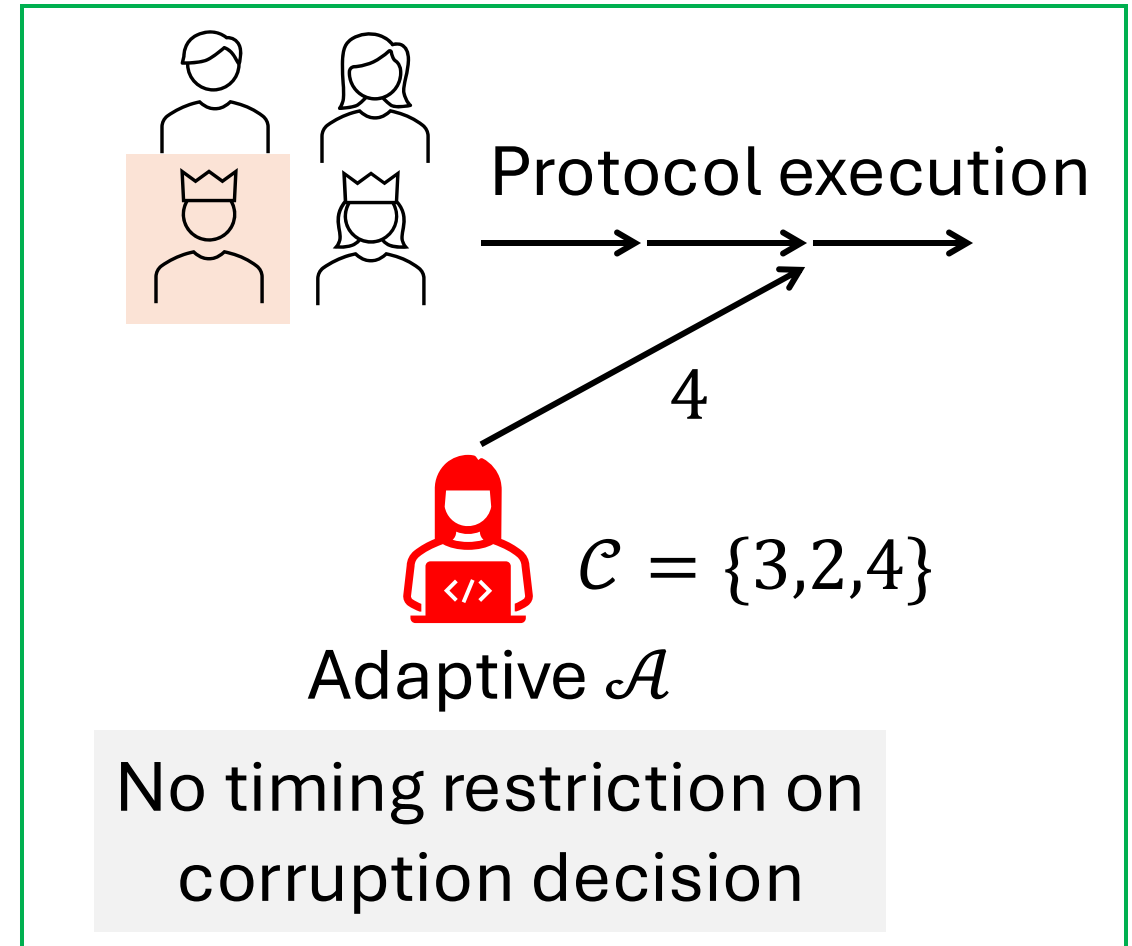 Protocol execution
4
</>
𝒞 = {3,2,4}
Adaptive 𝒜
No timing restriction on
corruption decision